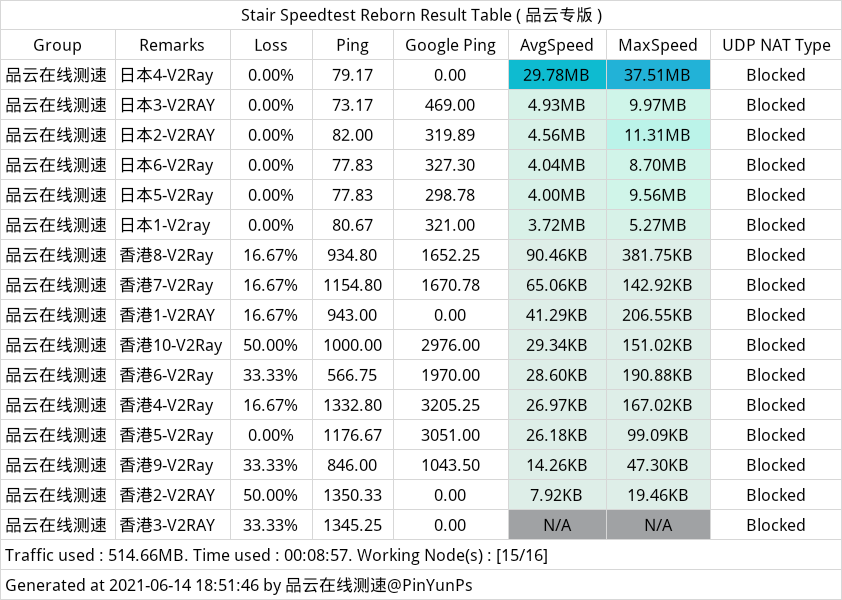 Stair Speedtest Reborn Result Table ( 品云专版 )
Group Remarks Loss Ping Google Ping AvgSpeed MaxSpeed UDP NAT Type
品云在线测速 日本4-V2Ray 0.00% 79.17 0.00 29.78MB 37.51MB Blocked
品云在线测速 日本3-V2RAY 0.00% 73.17 469.00 4.93MB 9.97MB Blocked
品云在线测速 日本2-V2RAY 0.00% 82.00 319.89 4.56MB 11.31MB Blocked
品云在线测速 日本6-V2Ray 0.00% 77.83 327.30 4.04MB 8.70MB Blocked
品云在线测速 日本5-V2Ray 0.00% 77.83 298.78 4.00MB 9.56MB Blocked
品云在线测速 日本1-V2ray 0.00% 80.67 321.00 3.72MB 5.27MB Blocked
品云在线测速 香港8-V2Ray 16.67% 934.80 1652.25 90.46KB 381.75KB Blocked
品云在线测速 香港7-V2Ray 16.67% 1154.80 1670.78 65.06KB 142.92KB Blocked
品云在线测速 香港1-V2RAY 16.67% 943.00 0.00 41.29KB 206.55KB Blocked
品云在线测速 香港10-V2Ray 50.00% 1000.00 2976.00 29.34KB 151.02KB Blocked
品云在线测速 香港6-V2Ray 33.33% 566.75 1970.00 28.60KB 190.88KB Blocked
品云在线测速 香港4-V2Ray 16.67% 1332.80 3205.25 26.97KB 167.02KB Blocked
品云在线测速 香港5-V2Ray 0.00% 1176.67 3051.00 26.18KB 99.09KB Blocked
品云在线测速 香港9-V2Ray 33.33% 846.00 1043.50 14.26KB 47.30KB Blocked
品云在线测速 香港2-V2RAY 50.00% 1350.33 0.00 7.92KB 19.46KB Blocked
品云在线测速 香港3-V2RAY 33.33% 1345.25 0.00 N/A N/A Blocked
Traffic used : 514.66MB. Time used : 00:08:57. Working Node(s) : [15/16]
Generated at 2021-06-14 18:51:46 by 品云在线测速@PinYunPs